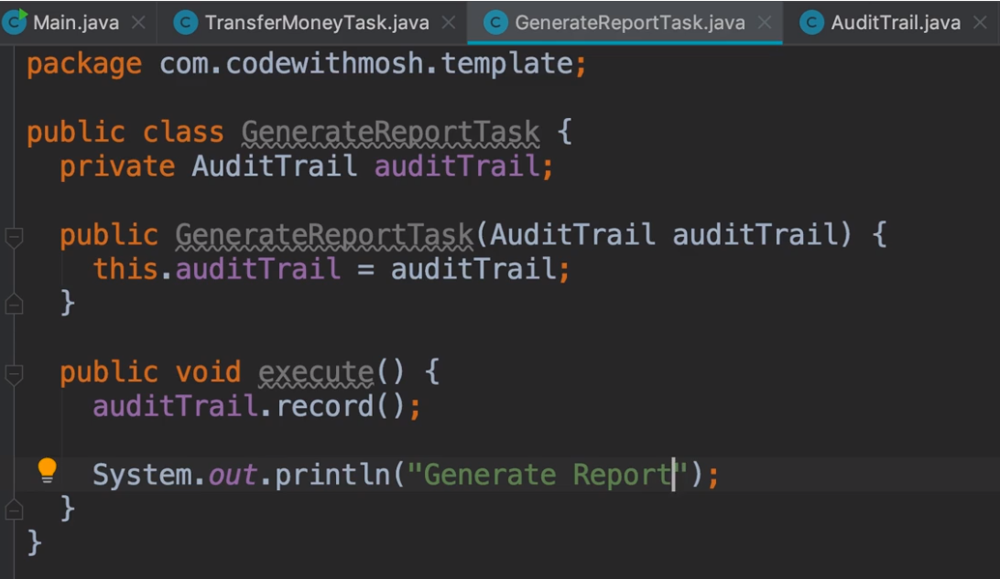 Main.java TransferMoneyTask.java GenerateReportTask.java AuditTrail.java
package com.codewithmosh.template;
public class GenerateReportTask {
private AuditTrail auditTrail;
public GenerateReportTask(AuditTrail auditTrail) {
this.auditTrail = auditTrail;
}
public void execute() {
auditTrail.record();
System.out.println("Generate Report");
}
}